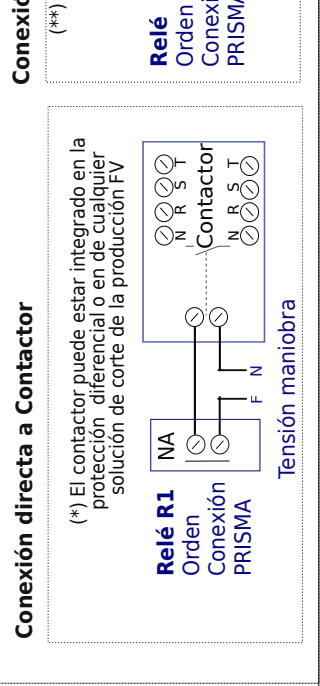 Conexión directa a Contactor
(*) El contactor puede estar integrado en la
protección diferencial o en de cualquier
solución de corte de la producción FV
Relé R1
Orden
Conexión
PRISMA
NA
F N
Tensión maniobra
N R S T
Contactor
N R S T
(**)
Relé
Orden
PRISMA